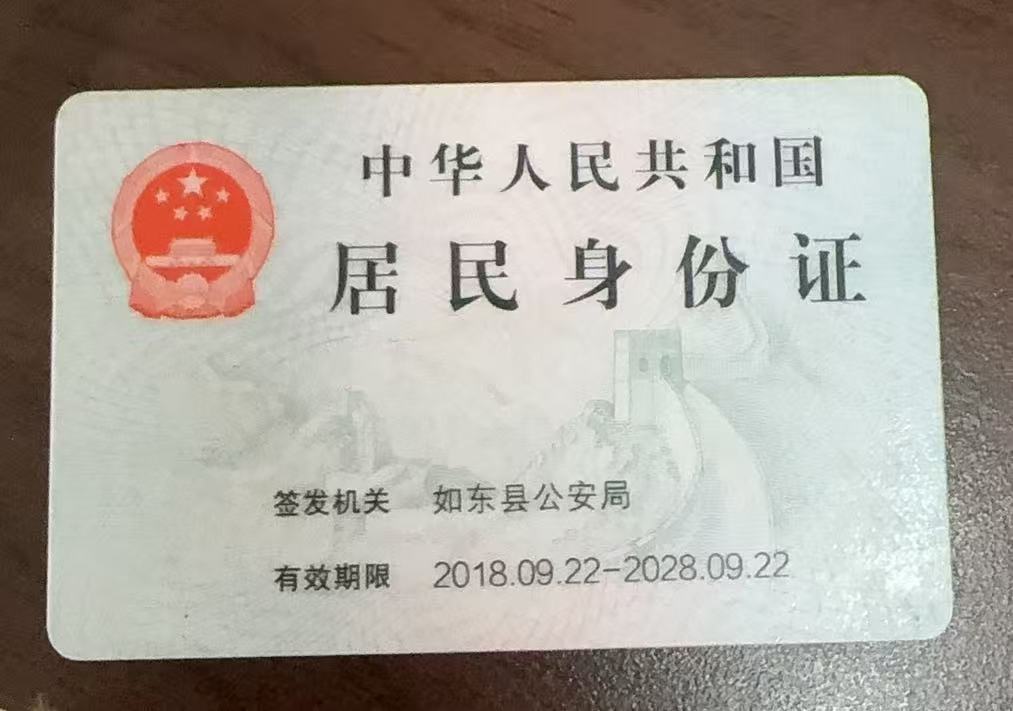 中华人民共和国
居民身份证
签发机关 如东县公安局
有效期限 2018.09.22-2028.09.22